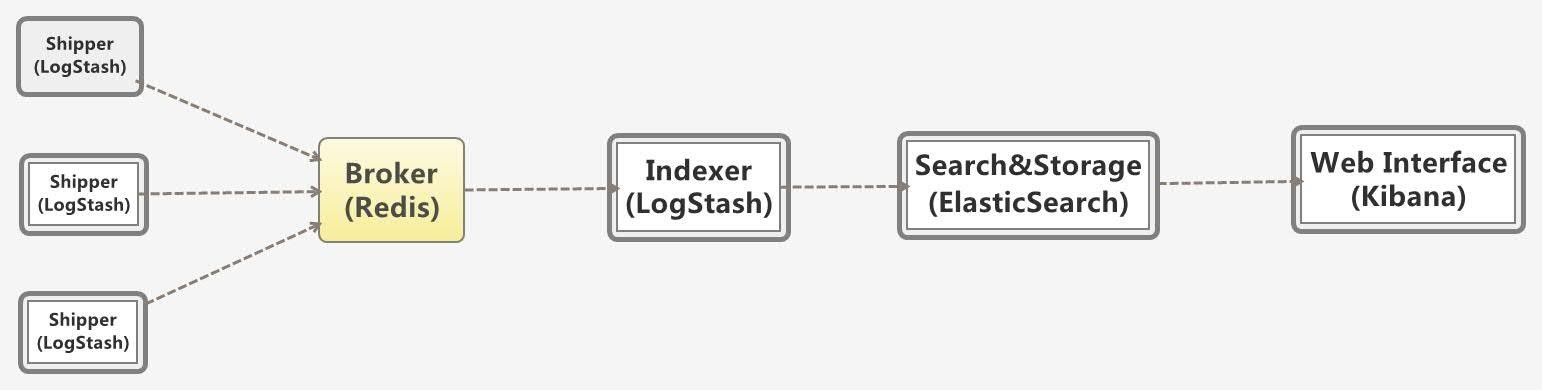 Shipper
(LogStash)
Shipper
(LogStash)
Shipper
(LogStash)
Broker
(Redis)
Indexer
(LogStash)
Search&Storage
(ElasticSearch)
Web Interface
(Kibana)